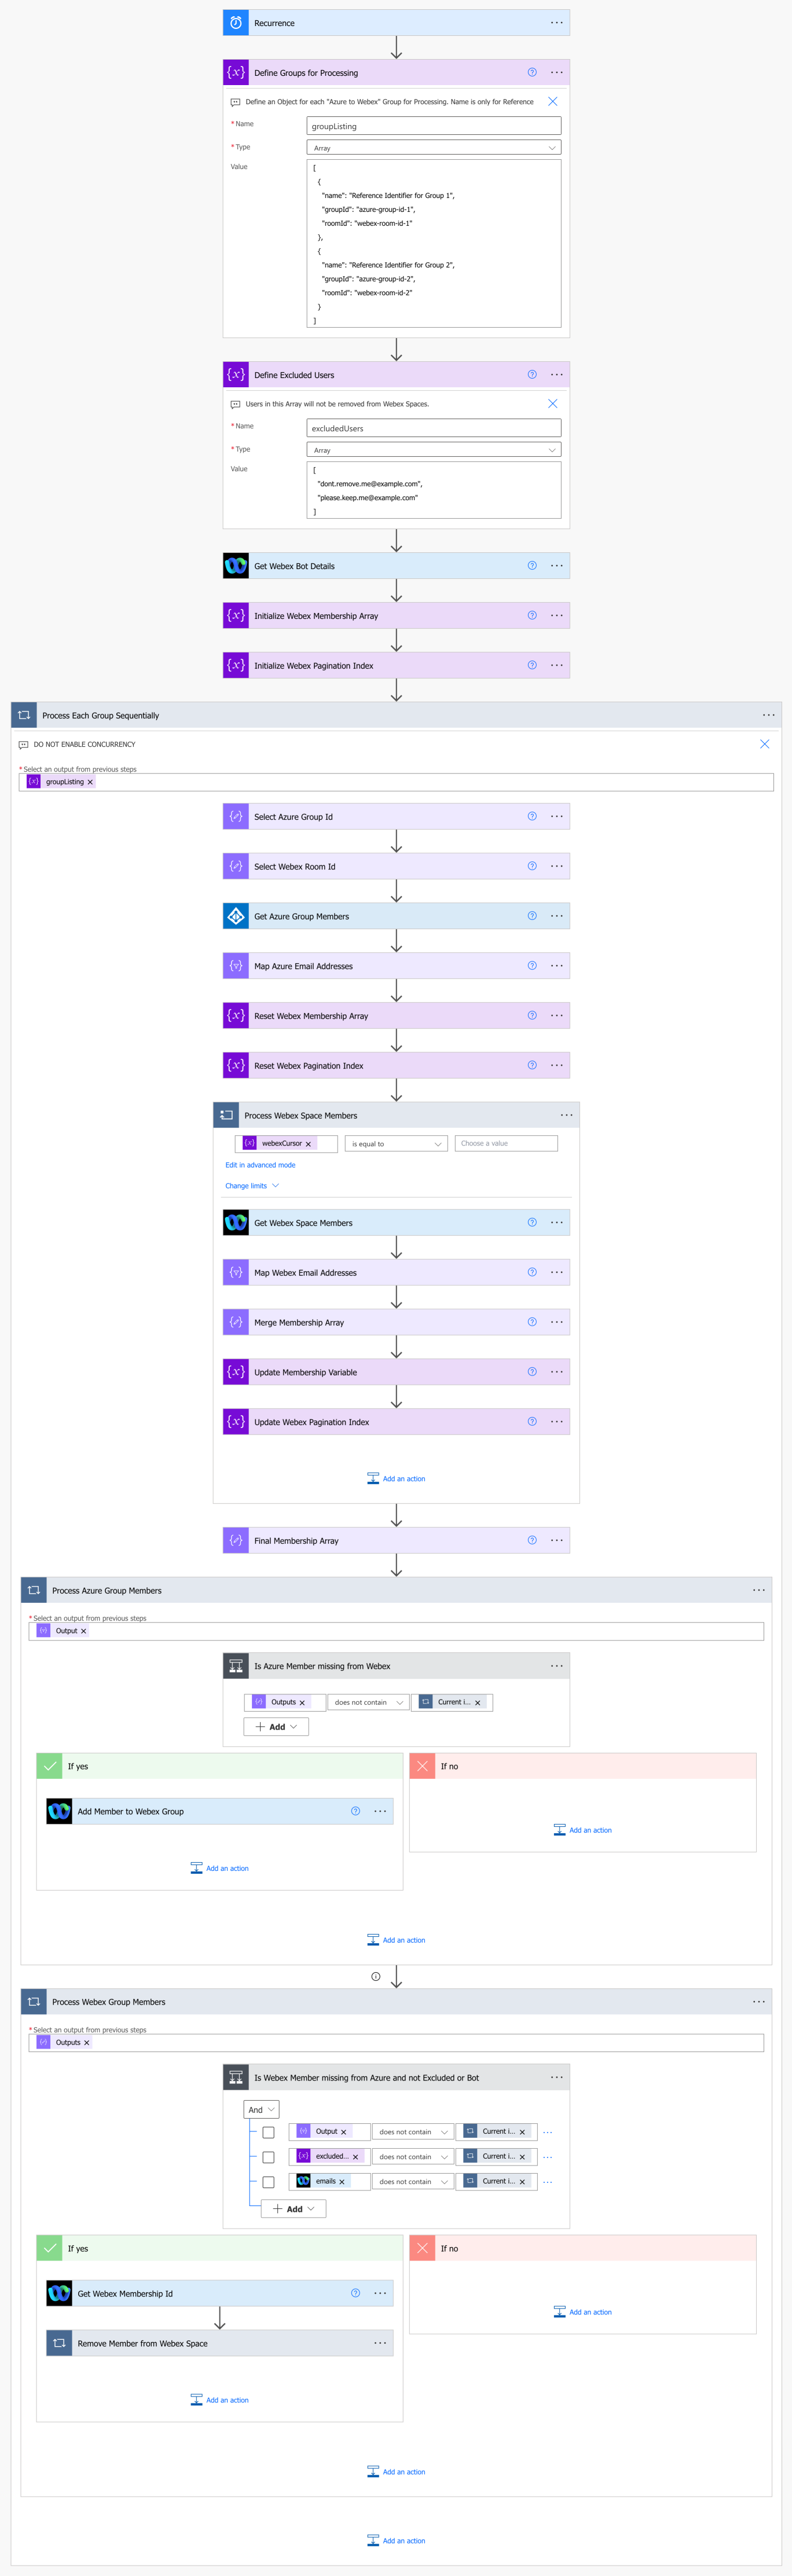 Recurrence
Define Groups for Processing
Define an Object for each "Azure to Webex" Group for Processing. Name is only for Reference
* Name
groupListing
* Type
Array
Value
[
{
"name": "Reference Identifier for Group 1",
"groupId": "azure-group-id-1",
"roomId": "webex-room-id-1"
},
{
"name": "Reference Identifier for Group 2",
"groupId": "azure-group-id-2",
"roomId": "webex-room-id-2"
}
]
Define Excluded Users
Users in this Array will not be removed from Webex Spaces.
* Name
excludedUsers
* Type
Array
Value
[
"dont.remove.me@example.com",
"please.keep.me@example.com"
]
Get Webex Bot Details
Initialize Webex Membership Array
Initialize Webex Pagination Index
Process Each Group Sequentially
DO NOT ENABLE CONCURRENCY
* Select an output from previous steps
groupListing
Select Azure Group Id
Select Webex Room Id
Get Azure Group Members
Map Azure Email Addresses
Reset Webex Membership Array
Reset Webex Pagination Index
Process Webex Space Members
webexCursor is equal to Choose a value
Edit in advanced mode
Change limits
Get Webex Space Members
Map Webex Email Addresses
Merge Membership Array
Update Membership Variable
Update Webex Pagination Index
Add an action
Final Membership Array
Process Azure Group Members
* Select an output from previous steps
Output
Is Azure Member missing from Webex
Outputs does not contain Current i...
Add
If yes
If no
Add Member to Webex Group
Add an action
Add an action
Add an action
Process Webex Group Members
* Select an output from previous steps
Outputs
Is Webex Member missing from Azure and not Excluded or Bot
And
Output does not contain Current i...
excluded... does not contain Current i...
emails does not contain Current i...
Add
If yes
If no
Get Webex Membership Id
Add an action
Remove Member from Webex Space
Add an action
Add an action
Add an action